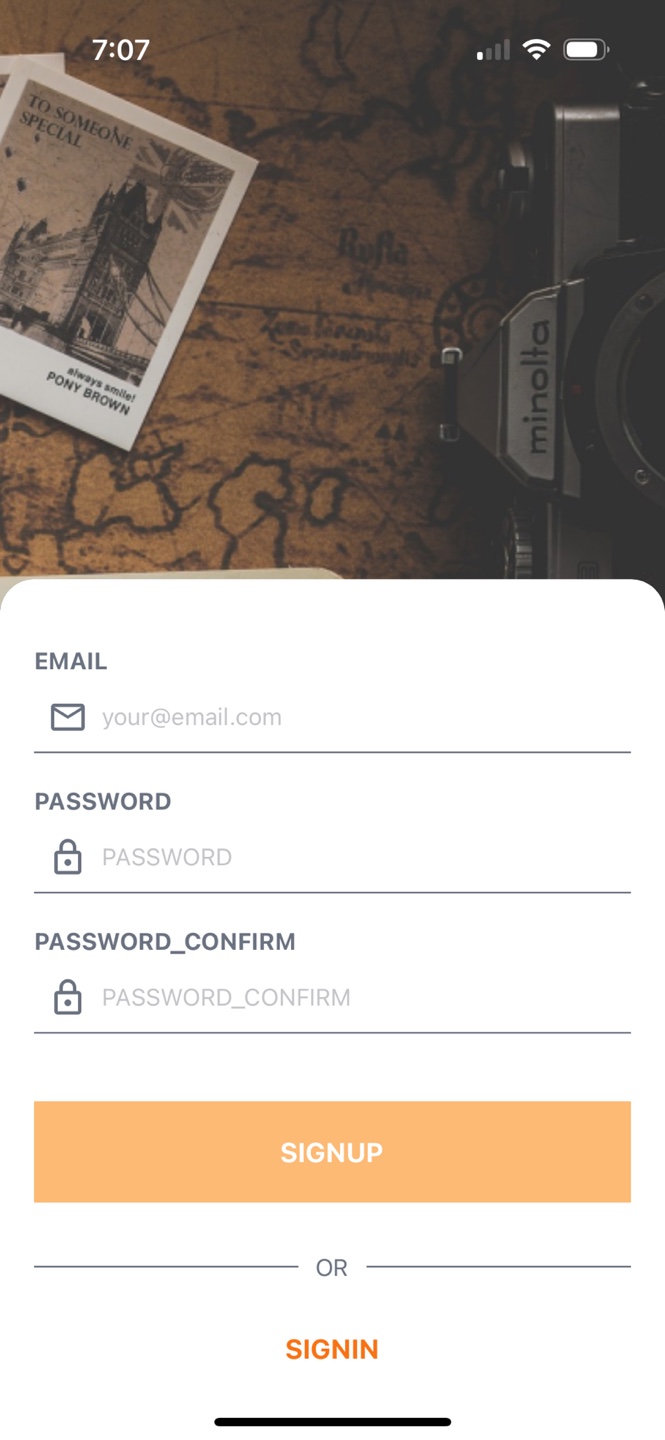 7:07
TO SOMEONE
SPECIAL
always smile!
PONY BROWN
minolta
EMAIL
your@email.com
PASSWORD
PASSWORD
PASSWORD_CONFIRM
PASSWORD_CONFIRM
SIGNUP
OR
SIGNIN